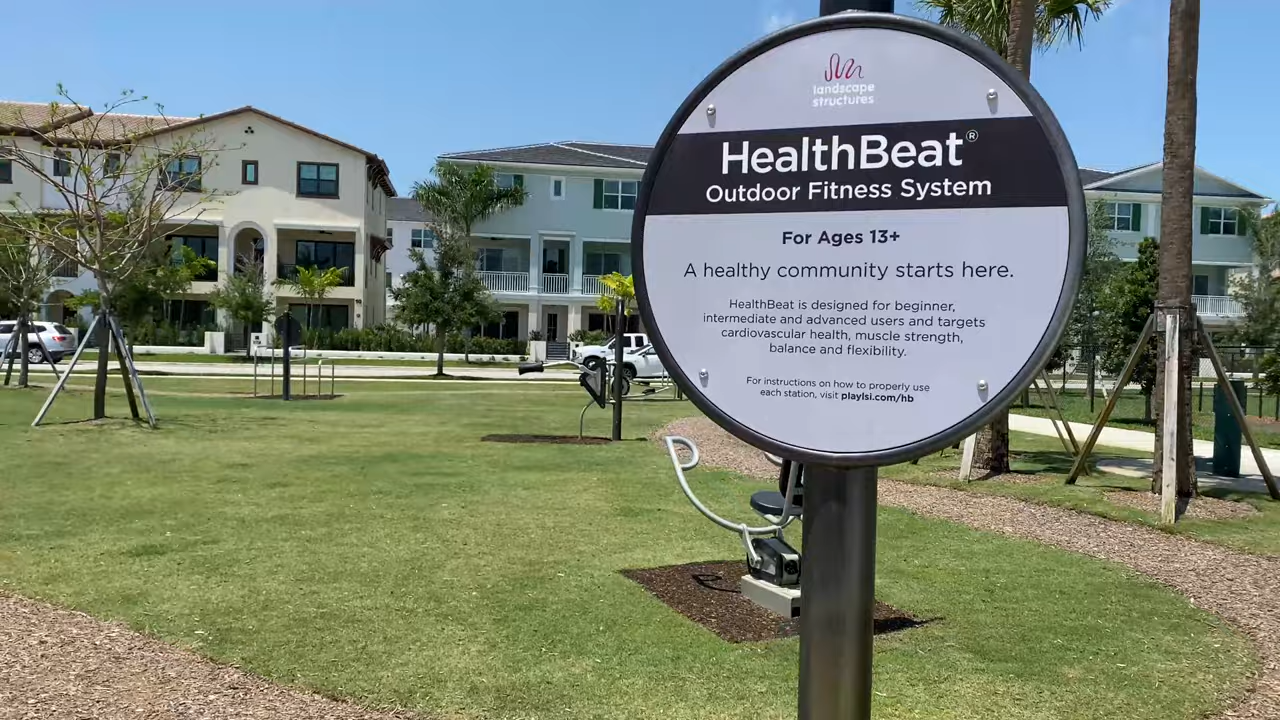 landscape
structures
HealthBeat®
Outdoor Fitness System
For Ages 13+
A healthy community starts here.
HealthBeat is designed for beginner,
intermediate and advanced users and targets
cardiovascular health, muscle strength,
balance and flexibility.
For instructions on how to properly use
each station, visit playlsi.com/hb